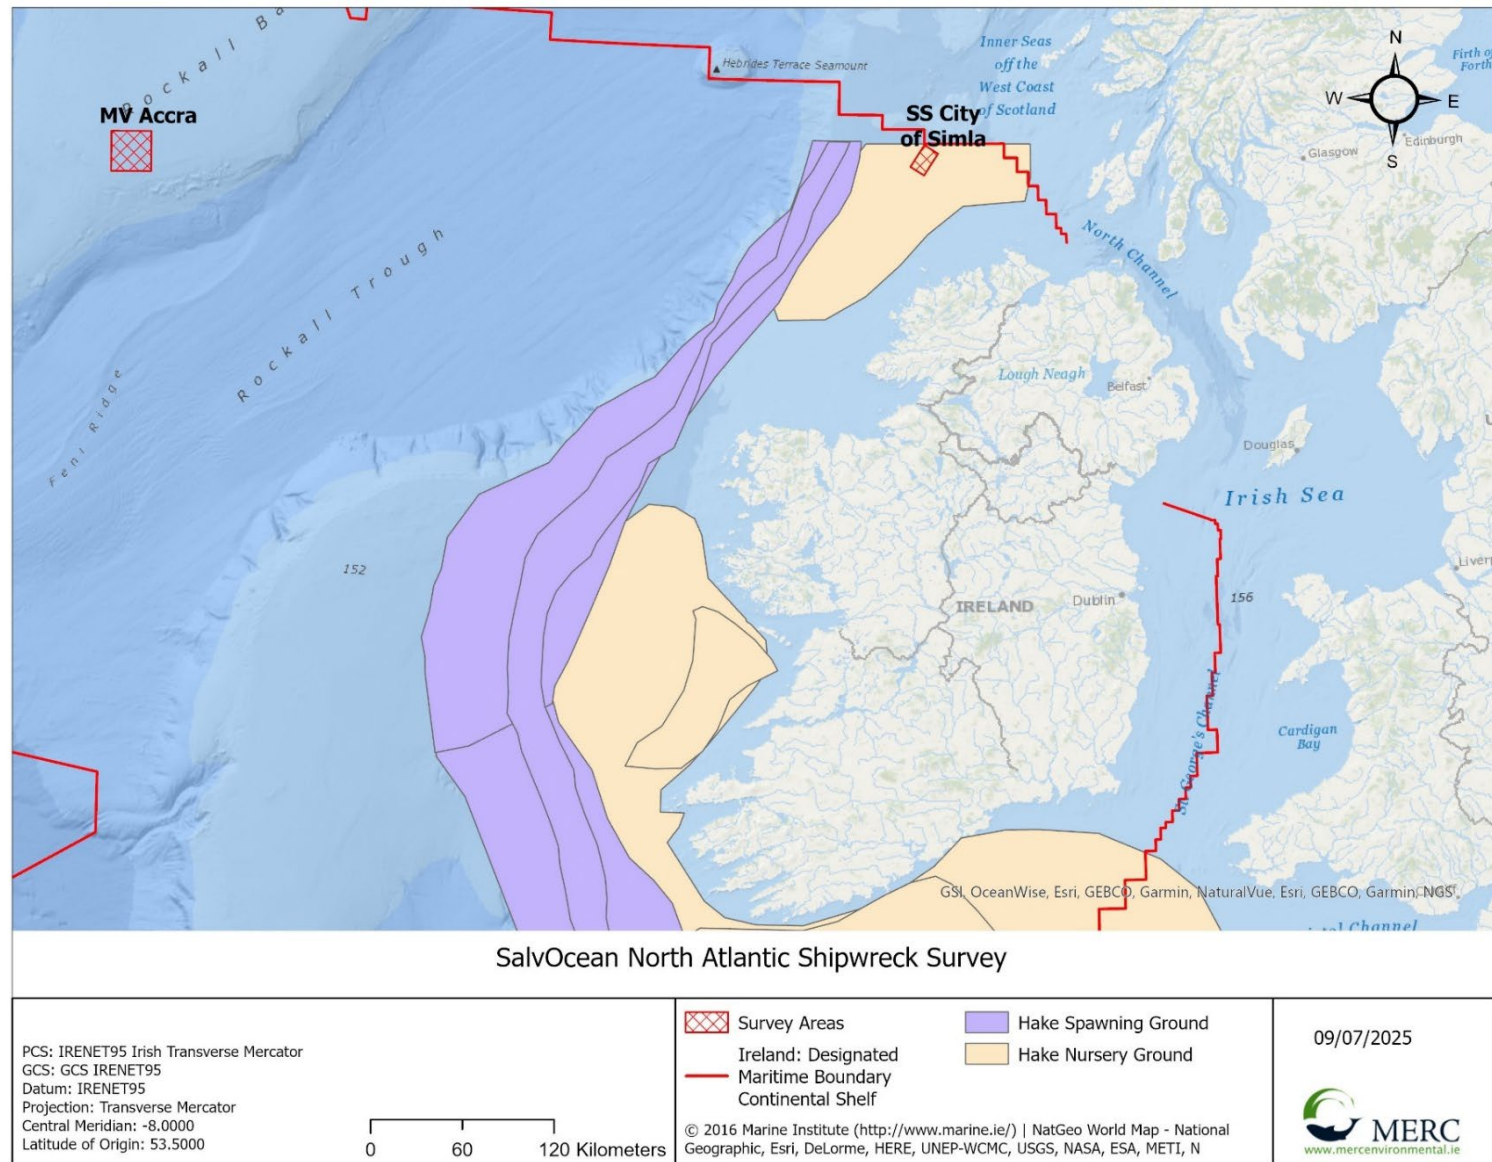 Rockall Ba
Hebrides Terrace Seamount
Inner Seas
off the
West Coast
of Scotland
N
W
E
S
Firth o
Forth
MV Accra
SS City
of Simla
Glasgow
Edinburgh
Rockall Trough
North Channel
Feni Ridge
Lough Neagh
Belfast
Douglas
Irish Sea
152
IRELAND
Dublin
156
Liver
St. George's Channel
Cardigan
Bay
GSI, OceanWise, Esri, GEBCO, Garmin, NaturalVue, Esri, GEBCO, Garmin, NGS
Channel
SalvOcean North Atlantic Shipwreck Survey
PCS: IRENET95 Irish Transverse Mercator
GCS: GCS IRENET95
Datum: IRENET95
Projection: Transverse Mercator
Central Meridian: -8.0000
Latitude of Origin: 53.5000
0 60 120 Kilometers
Survey Areas
Ireland: Designated
Maritime Boundary
Continental Shelf
Hake Spawning Ground
Hake Nursery Ground
© 2016 Marine Institute (http://www.marine.ie/) | NatGeo World Map - National
Geographic, Esri, DeLorme, HERE, UNEP-WCMC, USGS, NASA, ESA, METI, N
09/07/2025
MERC
www.mercenvironmental.ie